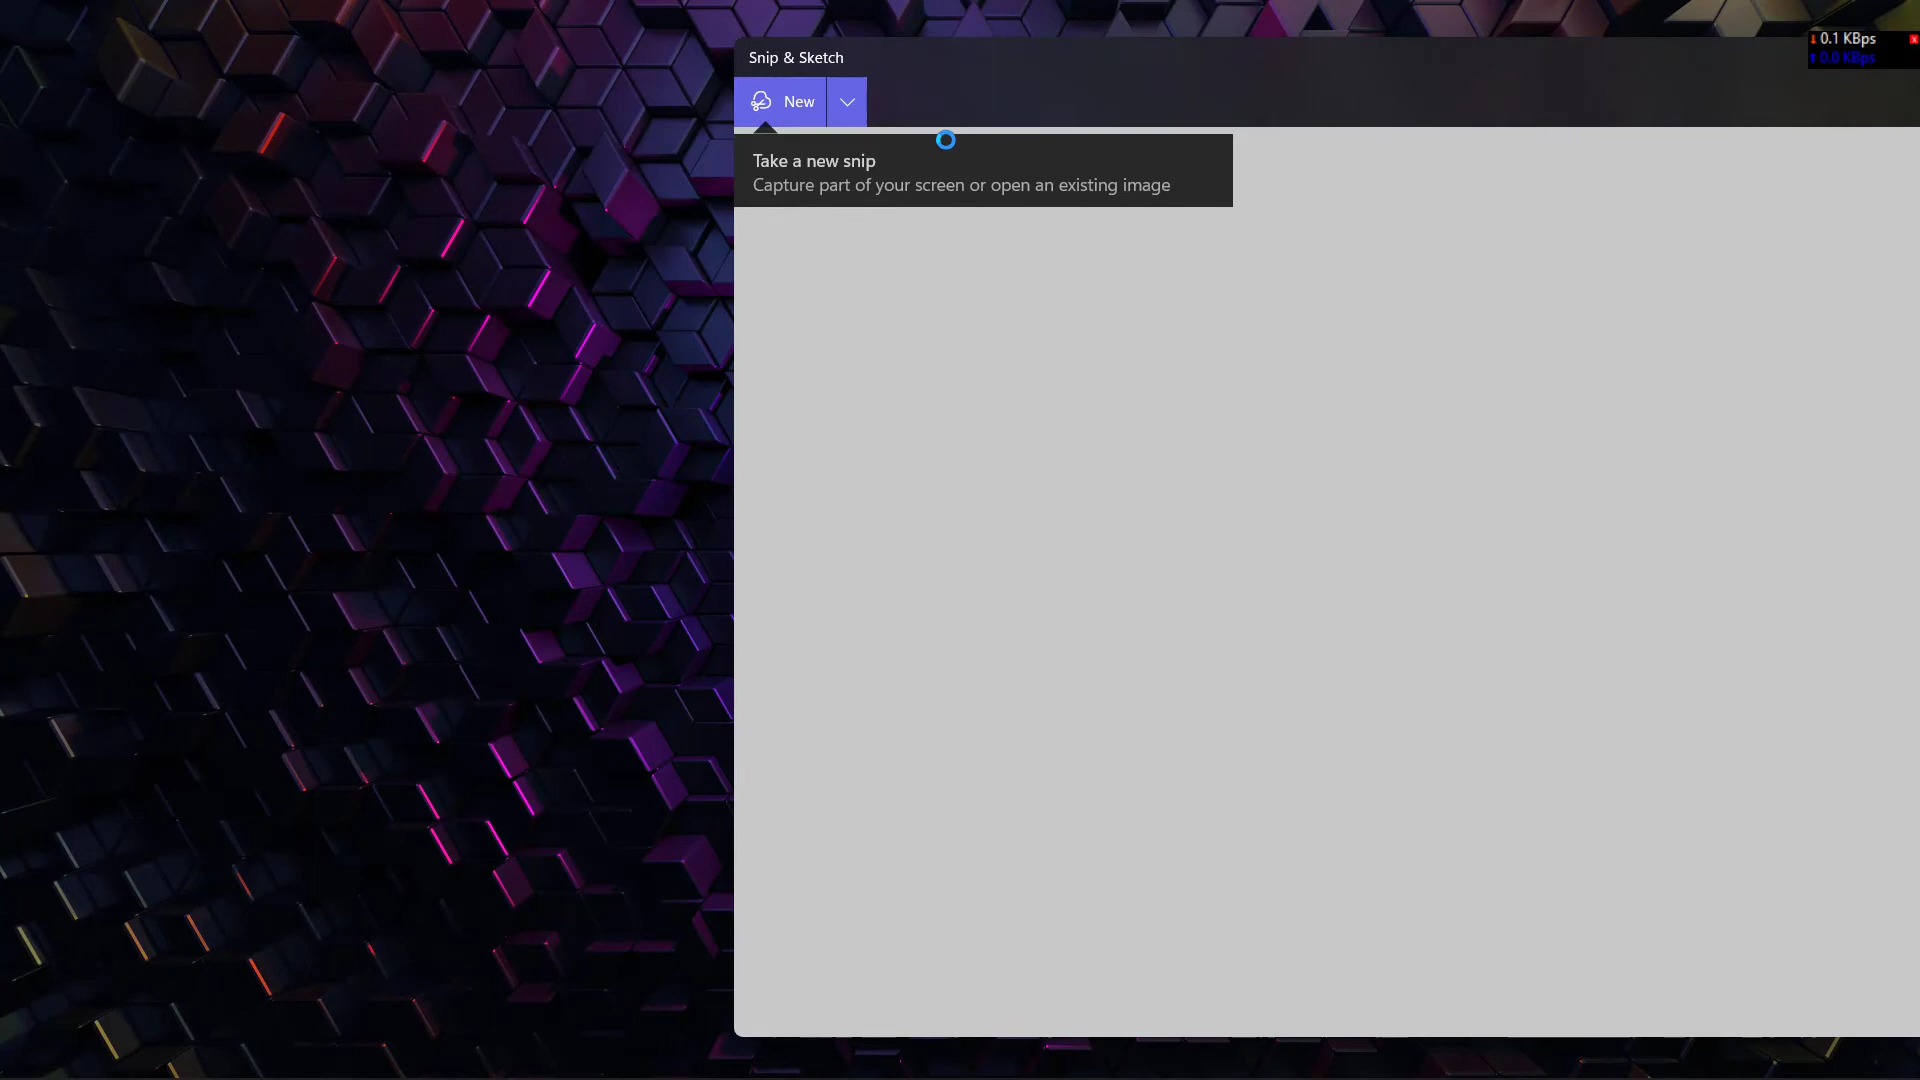 Snip & Sketch
0.1 KBps
0.0 KBps
New
Take a new snip
Capture part of your screen or open an existing image